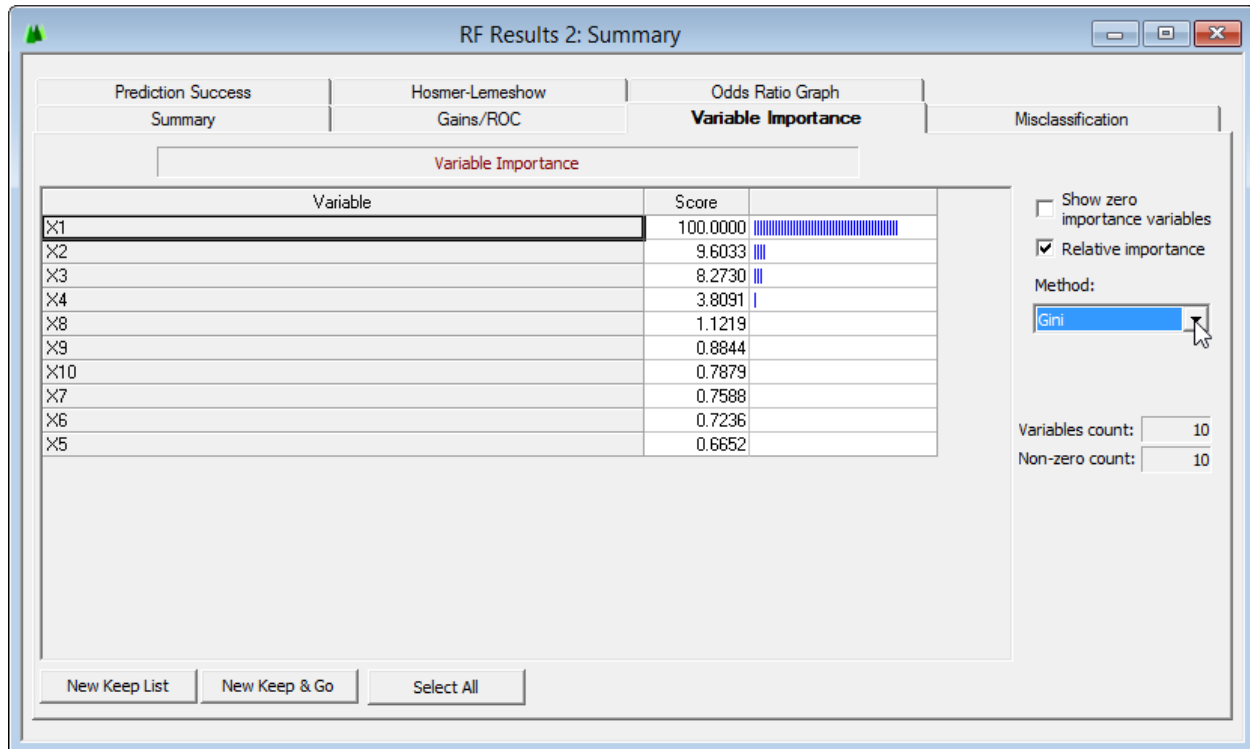 RF Results 2: Summary
Prediction Success Hosmer-Lemeshow Odds Ratio Graph
Summary Gains/ROC Variable Importance Misclassification
Variable Importance
Variable Score
X1 100.0000
X2 9.6033
X3 8.2730
X4 3.8091
X8 1.1219
X9 0.8844
X10 0.7879
X7 0.7588
X6 0.7236
X5 0.6652
Show zero
importance variables
Relative importance
Method:
Gini
Variables count: 10
Non-zero count: 10
New Keep List New Keep & Go Select All